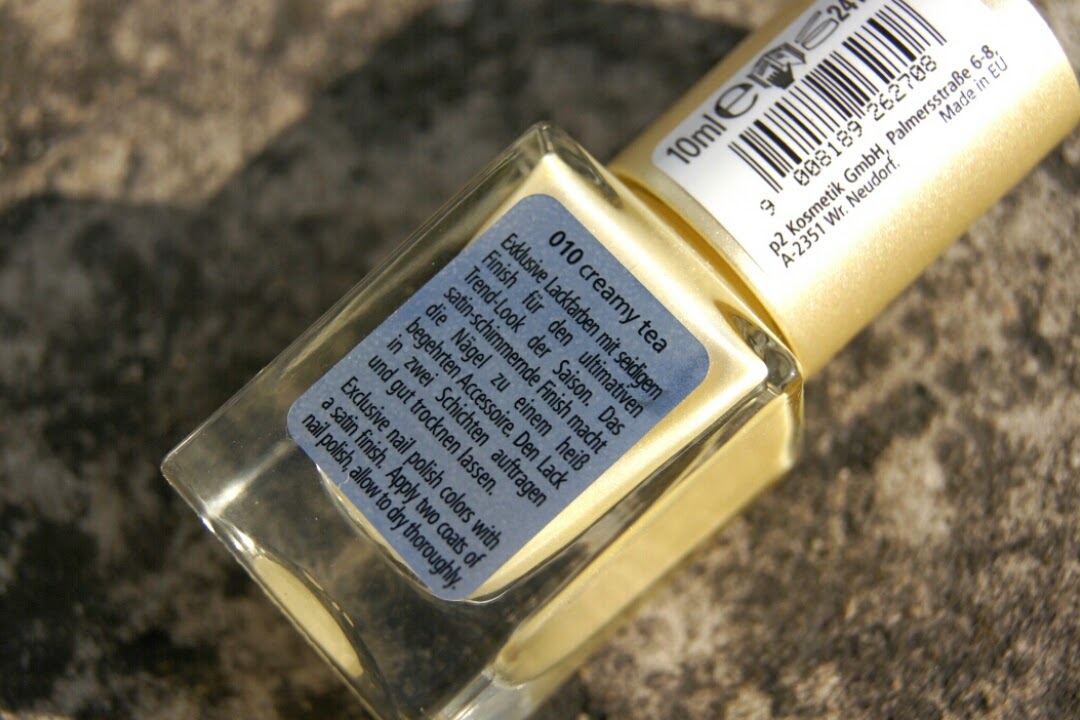 010 creamy tea
Exklusive Lackfarben mit seidigem
Finish für den ultimativen
Trend-Look der Saison. Das
satin-schimmernde Finish macht
die Nägel zu einem heiß
begehrten Accessoire. Den Lack
in zwei Schichten auftragen
und gut trocknen lassen.
Exclusive nail polish colors with
a satin finish. Apply two coats of
nail polish, allow to dry thoroughly.
10ml e 24
9 008189 262708
p2 Kosmetik GmbH, Palmersstraße 6-8,
A-2351 Wr. Neudorf.
Made in EU